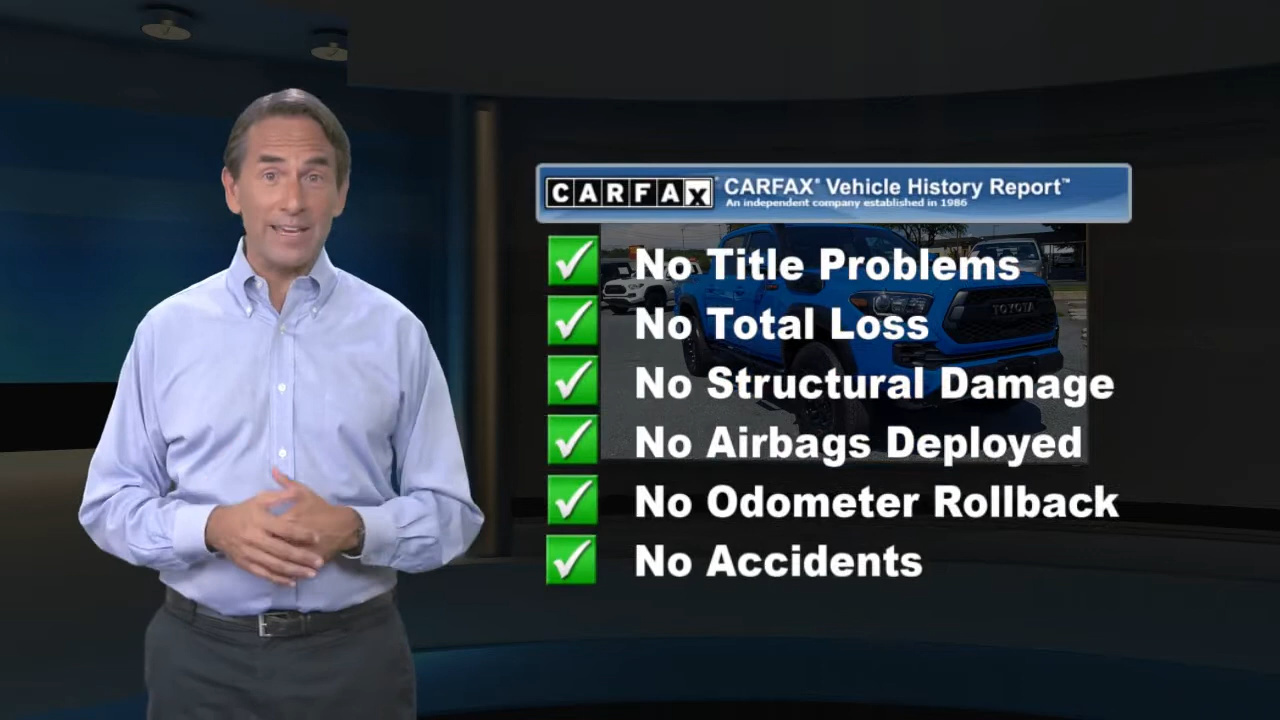 CARFAX
CARFAX® Vehicle History Report™
An independent company established in 1986
No Title Problems
No Total Loss
No Structural Damage
No Airbags Deployed
No Odometer Rollback
No Accidents
TOYOTA